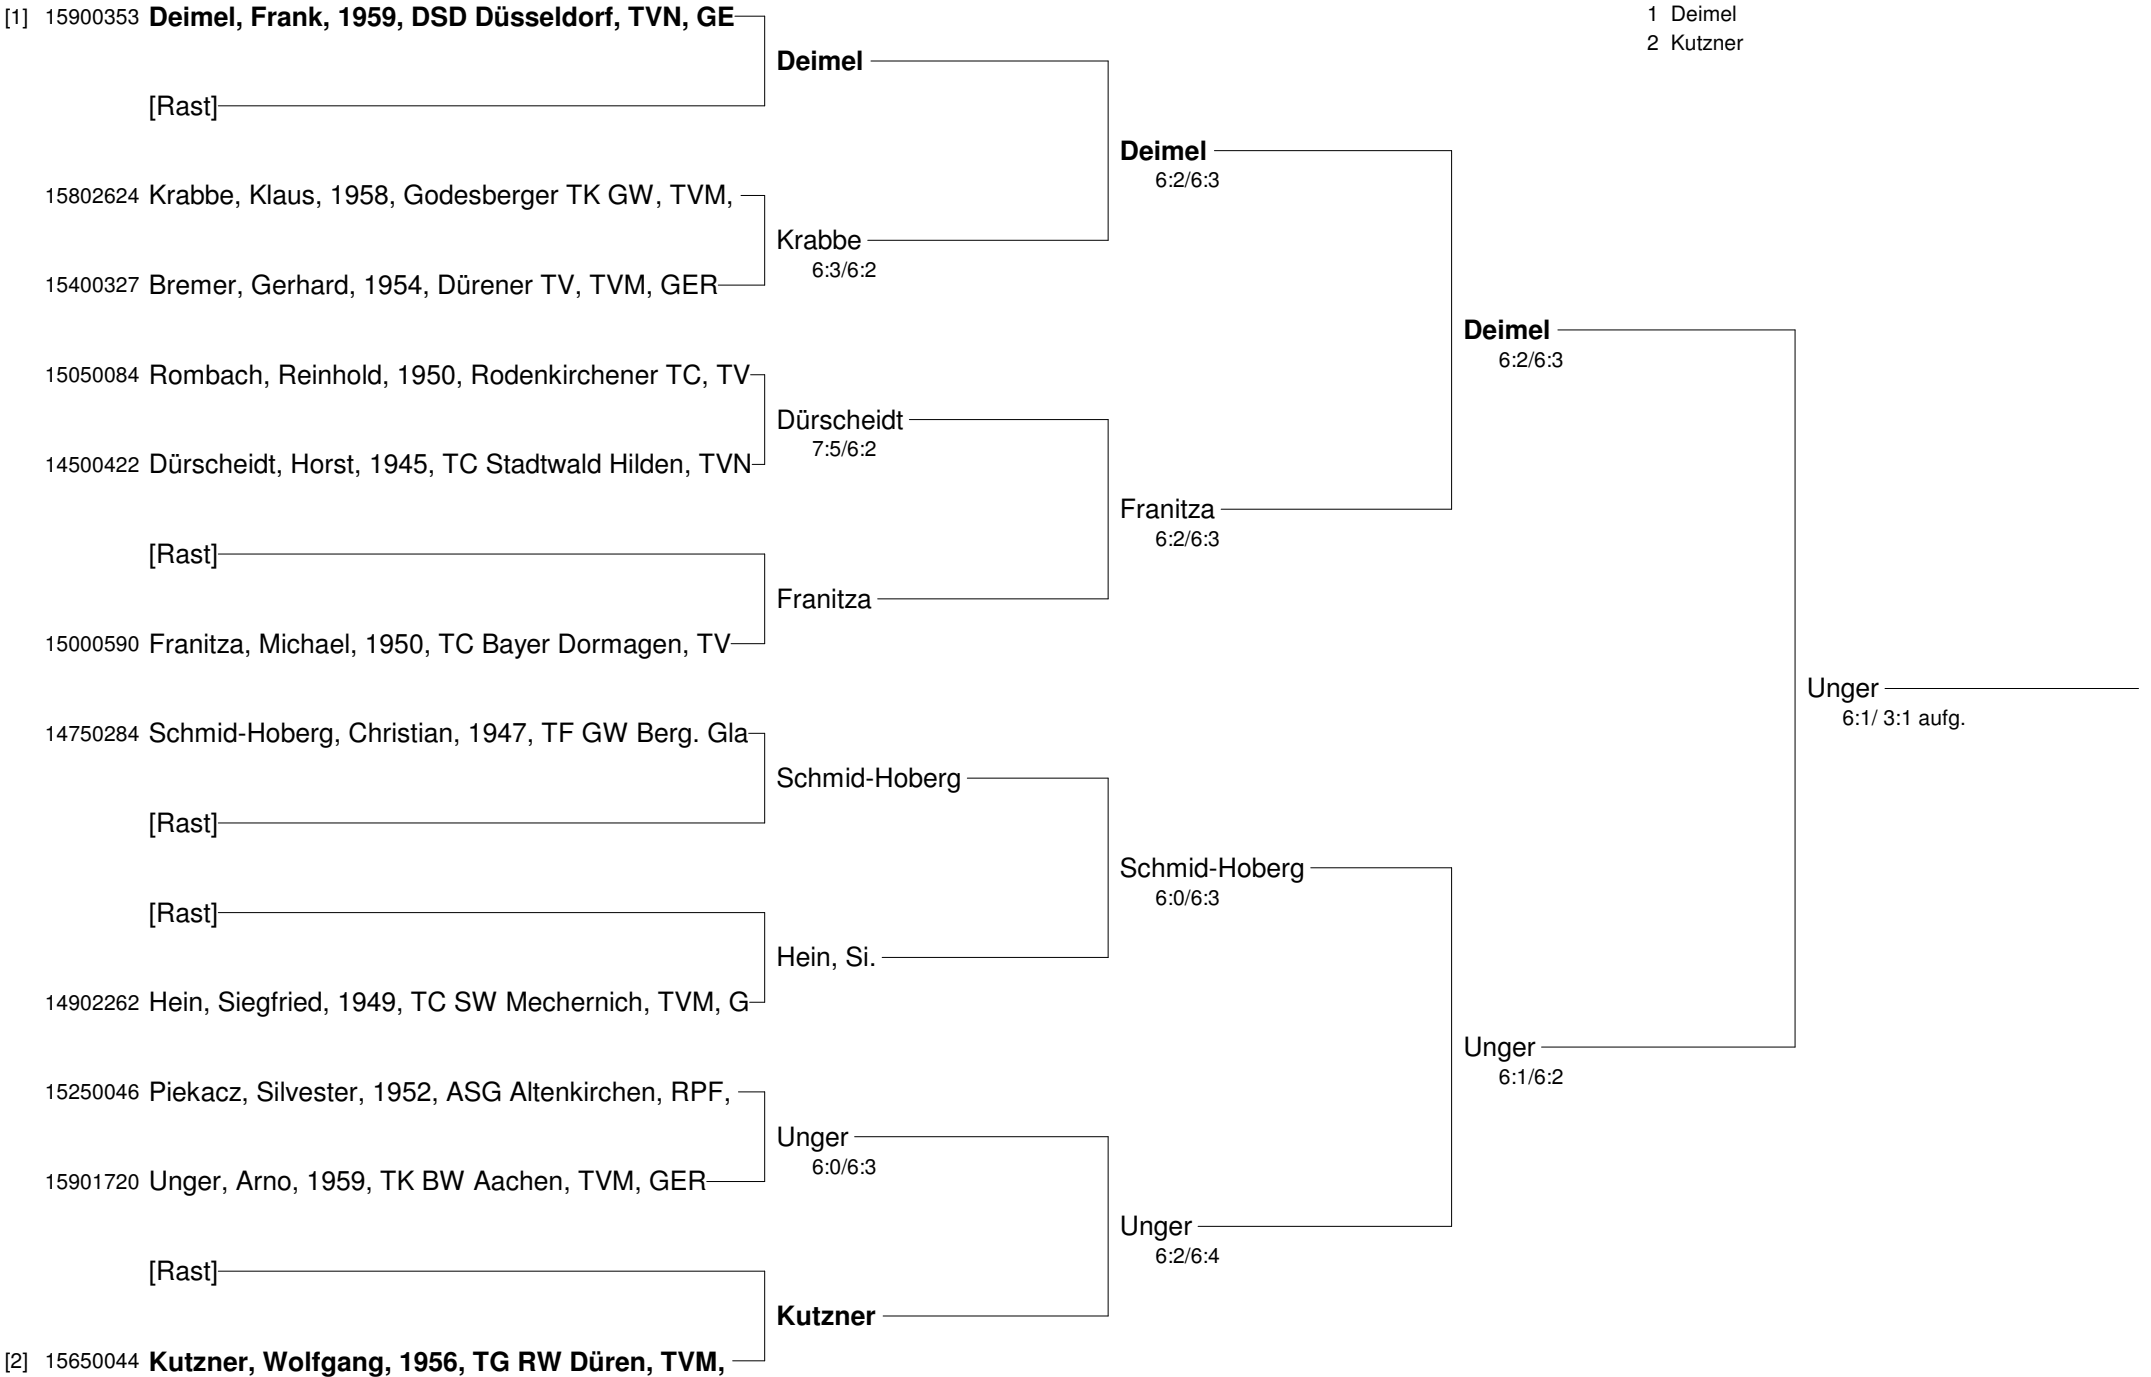 [1] 15900353 Deimel, Frank, 1959, DSD Düsseldorf, TVN, GE
1 Deimel
2 Kutzner
Deimel
[Rast]
Deimel
6:2/6:3
15802624 Krabbe, Klaus, 1958, Godesberger TK GW, TVM,
Krabbe
6:3/6:2
15400327 Bremer, Gerhard, 1954, Dürener TV, TVM, GER
Deimel
6:2/6:3
15050084 Rombach, Reinhold, 1950, Rodenkirchener TC, TV
Dürscheidt
7:5/6:2
14500422 Dürscheidt, Horst, 1945, TC Stadtwald Hilden, TVN
Franitza
6:2/6:3
[Rast]
Franitza
15000590 Franitza, Michael, 1950, TC Bayer Dormagen, TV
Unger
6:1/ 3:1 aufg.
14750284 Schmid-Hoberg, Christian, 1947, TF GW Berg. Gla
Schmid-Hoberg
[Rast]
Schmid-Hoberg
6:0/6:3
[Rast]
Hein, Si.
14902262 Hein, Siegfried, 1949, TC SW Mechernich, TVM, G
Unger
6:1/6:2
15250046 Piekacz, Silvester, 1952, ASG Altenkirchen, RPF,
Unger
6:0/6:3
15901720 Unger, Arno, 1959, TK BW Aachen, TVM, GER
Unger
6:2/6:4
[Rast]
Kutzner
[2] 15650044 Kutzner, Wolfgang, 1956, TG RW Düren, TVM,